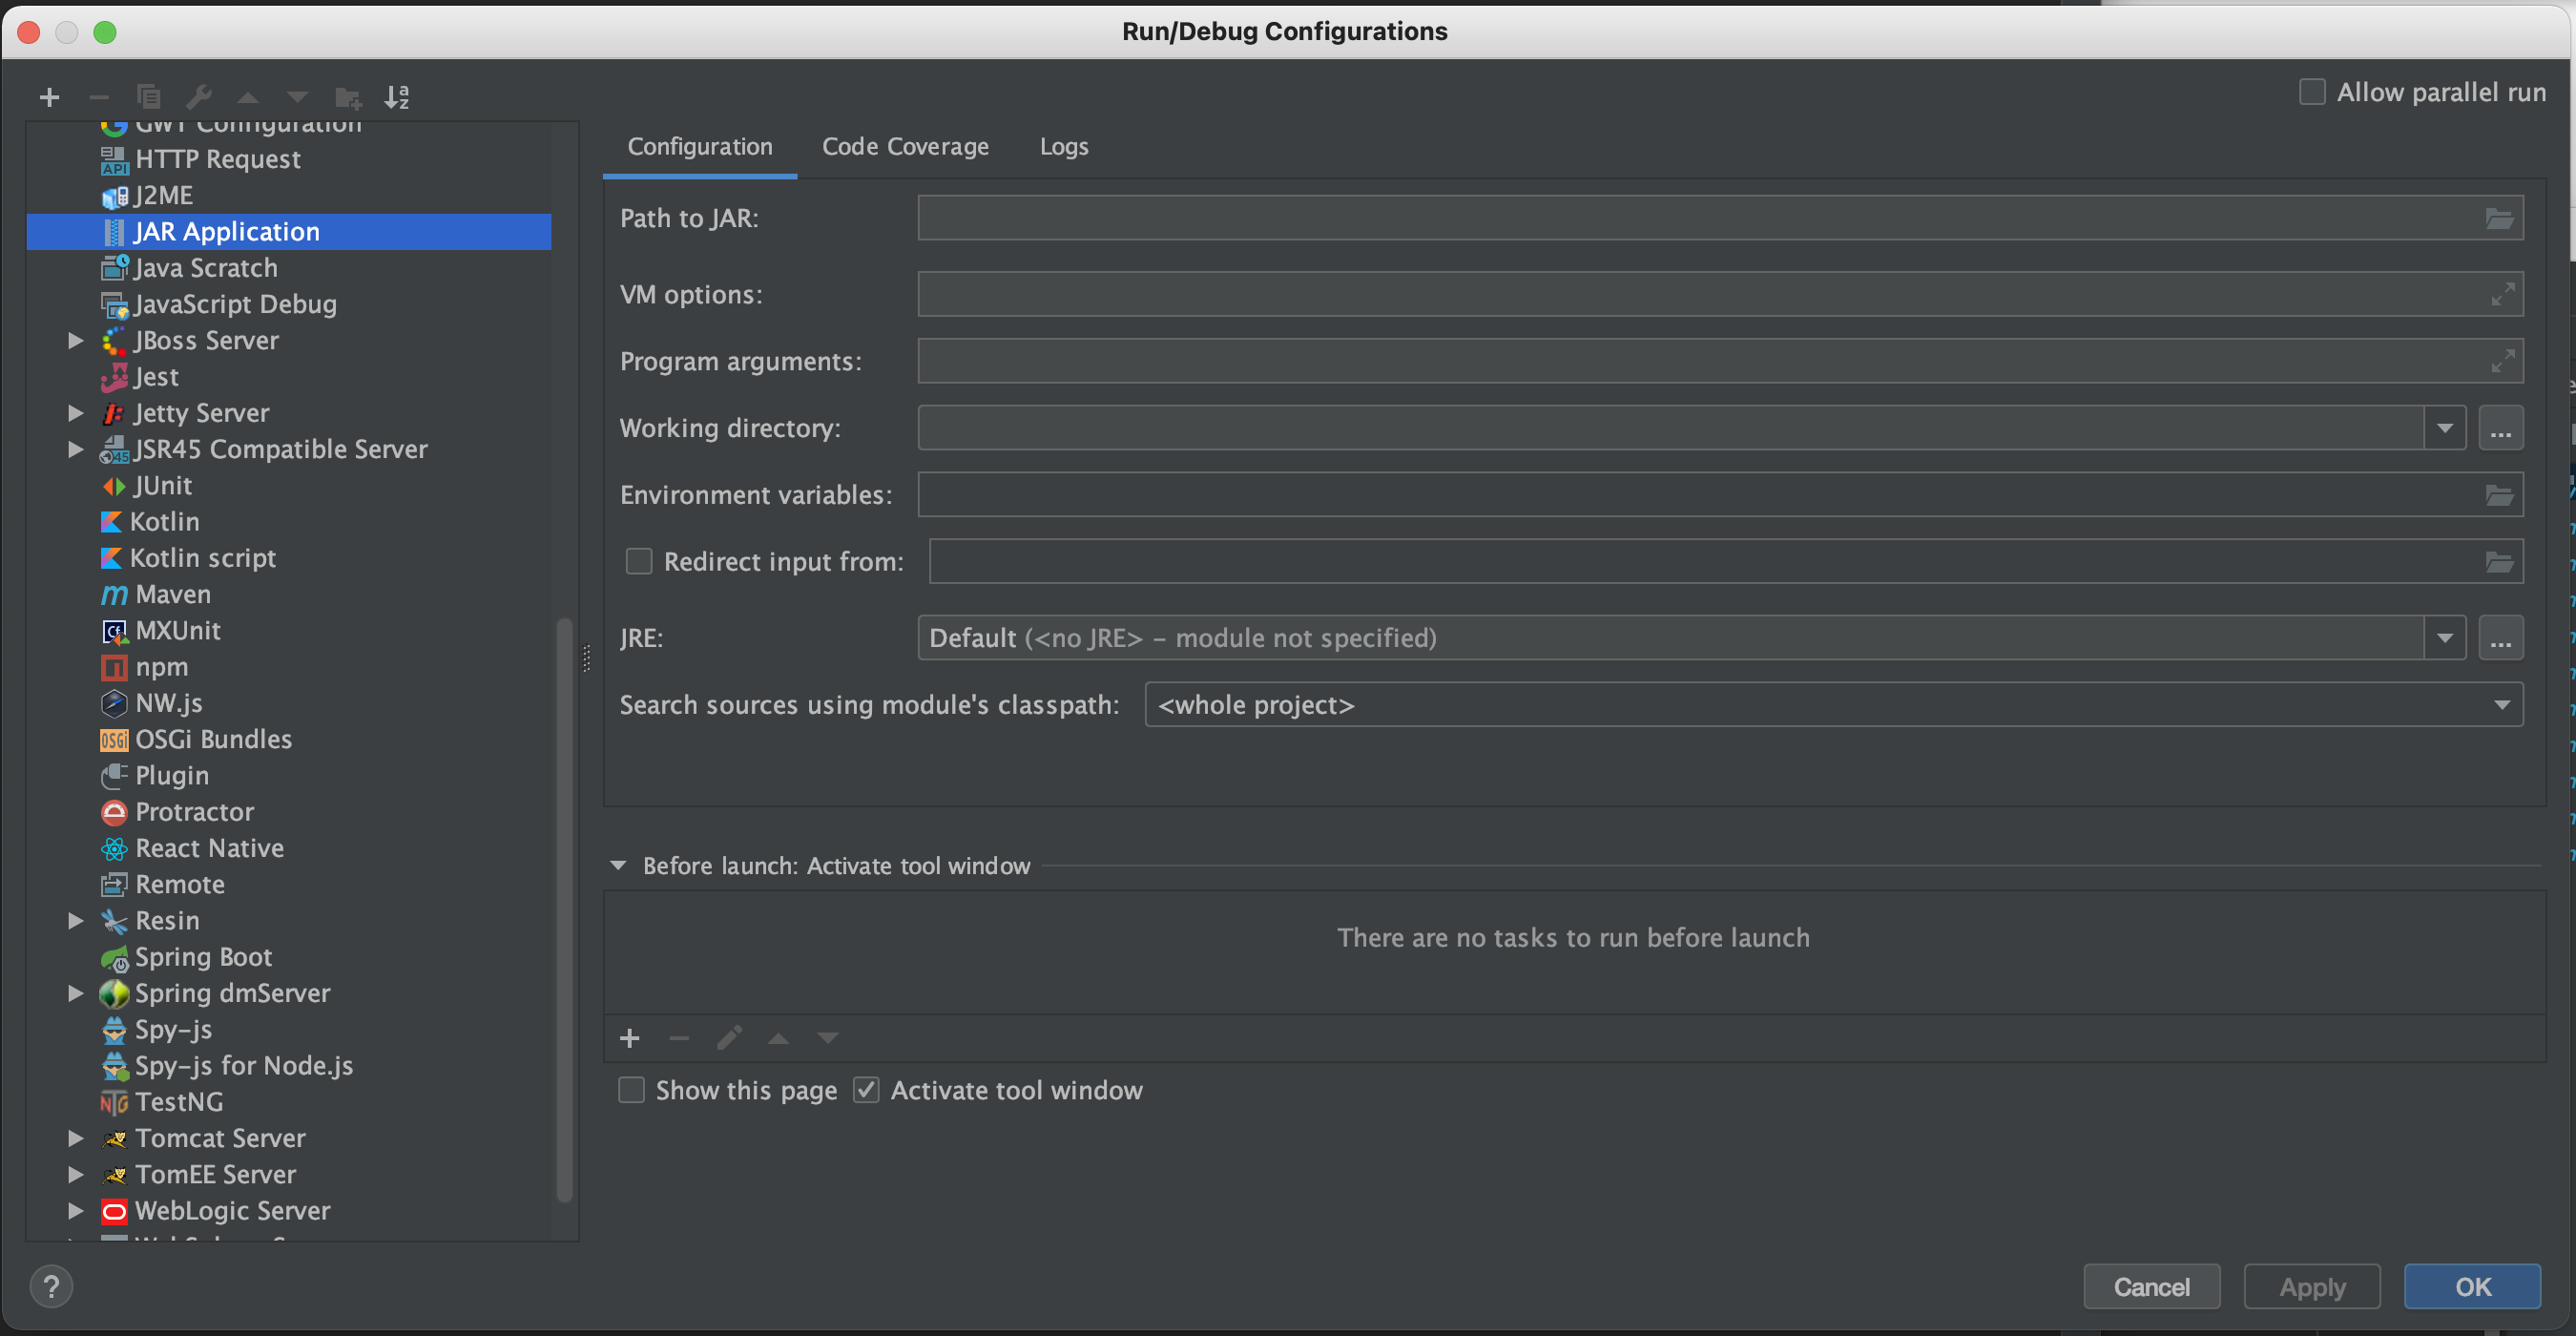 Run/Debug Configurations
Allow parallel run
GWT Configuration
HTTP Request
J2ME
JAR Application
Java Scratch
JavaScript Debug
JBoss Server
Jest
Jetty Server
JSR45 Compatible Server
JUnit
Kotlin
Kotlin script
Maven
MXUnit
npm
NW.js
OSGi Bundles
Plugin
Protractor
React Native
Remote
Resin
Spring Boot
Spring dmServer
Spy-js
Spy-js for Node.js
TestNG
Tomcat Server
TomEE Server
WebLogic Server
Configuration Code Coverage Logs
Path to JAR:
VM options:
Program arguments:
Working directory:
...
Environment variables:
Redirect input from:
JRE: Default (<no JRE> – module not specified)
...
Search sources using module's classpath: <whole project>
Before launch: Activate tool window
There are no tasks to run before launch
Show this page Activate tool window
? Cancel Apply OK